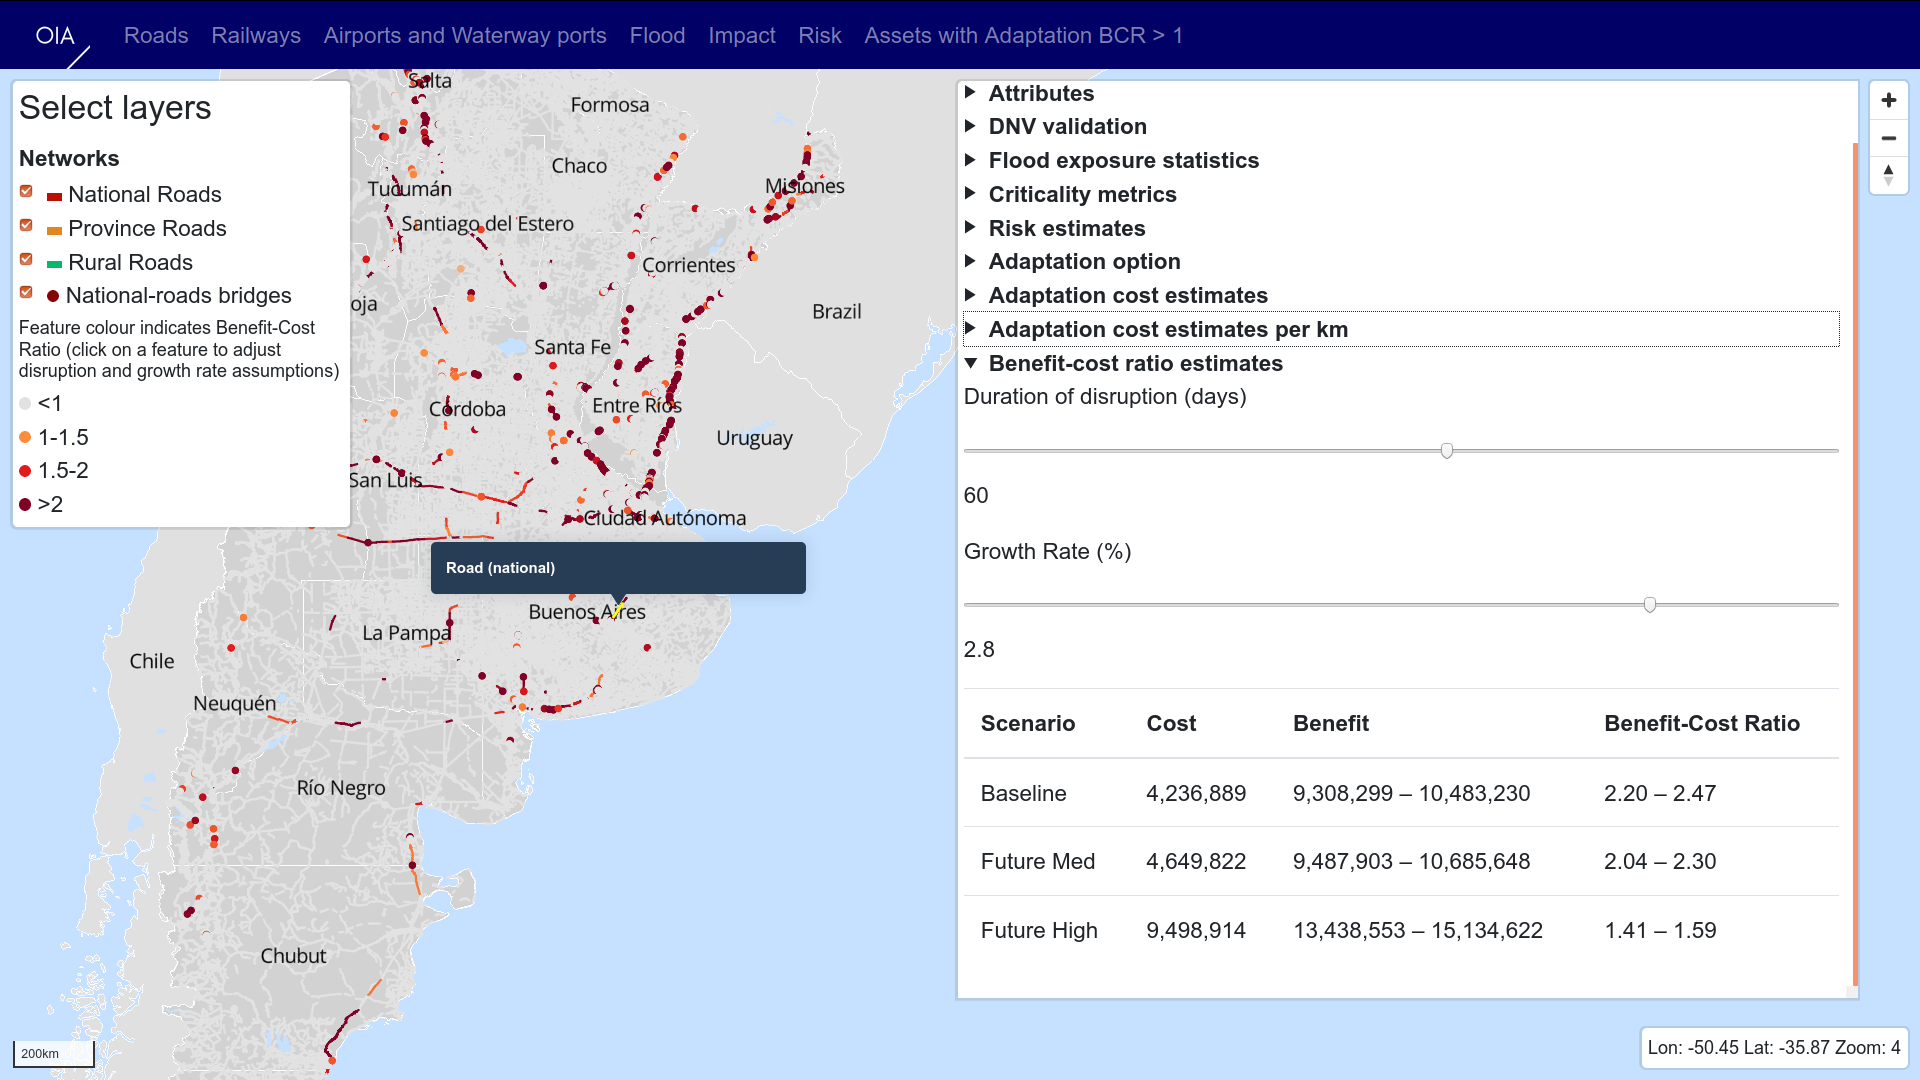 OIA Roads Railways Airports and Waterway ports Flood Impact Risk Assets with Adaptation BCR > 1
Select layers
Networks
National Roads
Province Roads
Rural Roads
National-roads bridges
Feature colour indicates Benefit-Cost
Ratio (click on a feature to adjust
disruption and growth rate assumptions)
<1
1-1.5
1.5-2
>2
Salta
Formosa
Chaco
Tucumán
Misiones
Santiago del Estero
Corrientes
oja
Brazil
Santa Fe
Córdoba
Entre Ríos
Uruguay
San Luis
Ciudad Autónoma
Road (national)
Buenos Aires
La Pampa
Chile
Neuquén
Río Negro
Chubut
200km
Attributes
DNV validation
Flood exposure statistics
Criticality metrics
Risk estimates
Adaptation option
Adaptation cost estimates
Adaptation cost estimates per km
Benefit-cost ratio estimates
Duration of disruption (days)
60
Growth Rate (%)
2.8
Scenario Cost Benefit Benefit-Cost Ratio
Baseline 4,236,889 9,308,299 – 10,483,230 2.20 – 2.47
Future Med 4,649,822 9,487,903 – 10,685,648 2.04 – 2.30
Future High 9,498,914 13,438,553 – 15,134,622 1.41 – 1.59
Lon: -50.45 Lat: -35.87 Zoom: 4